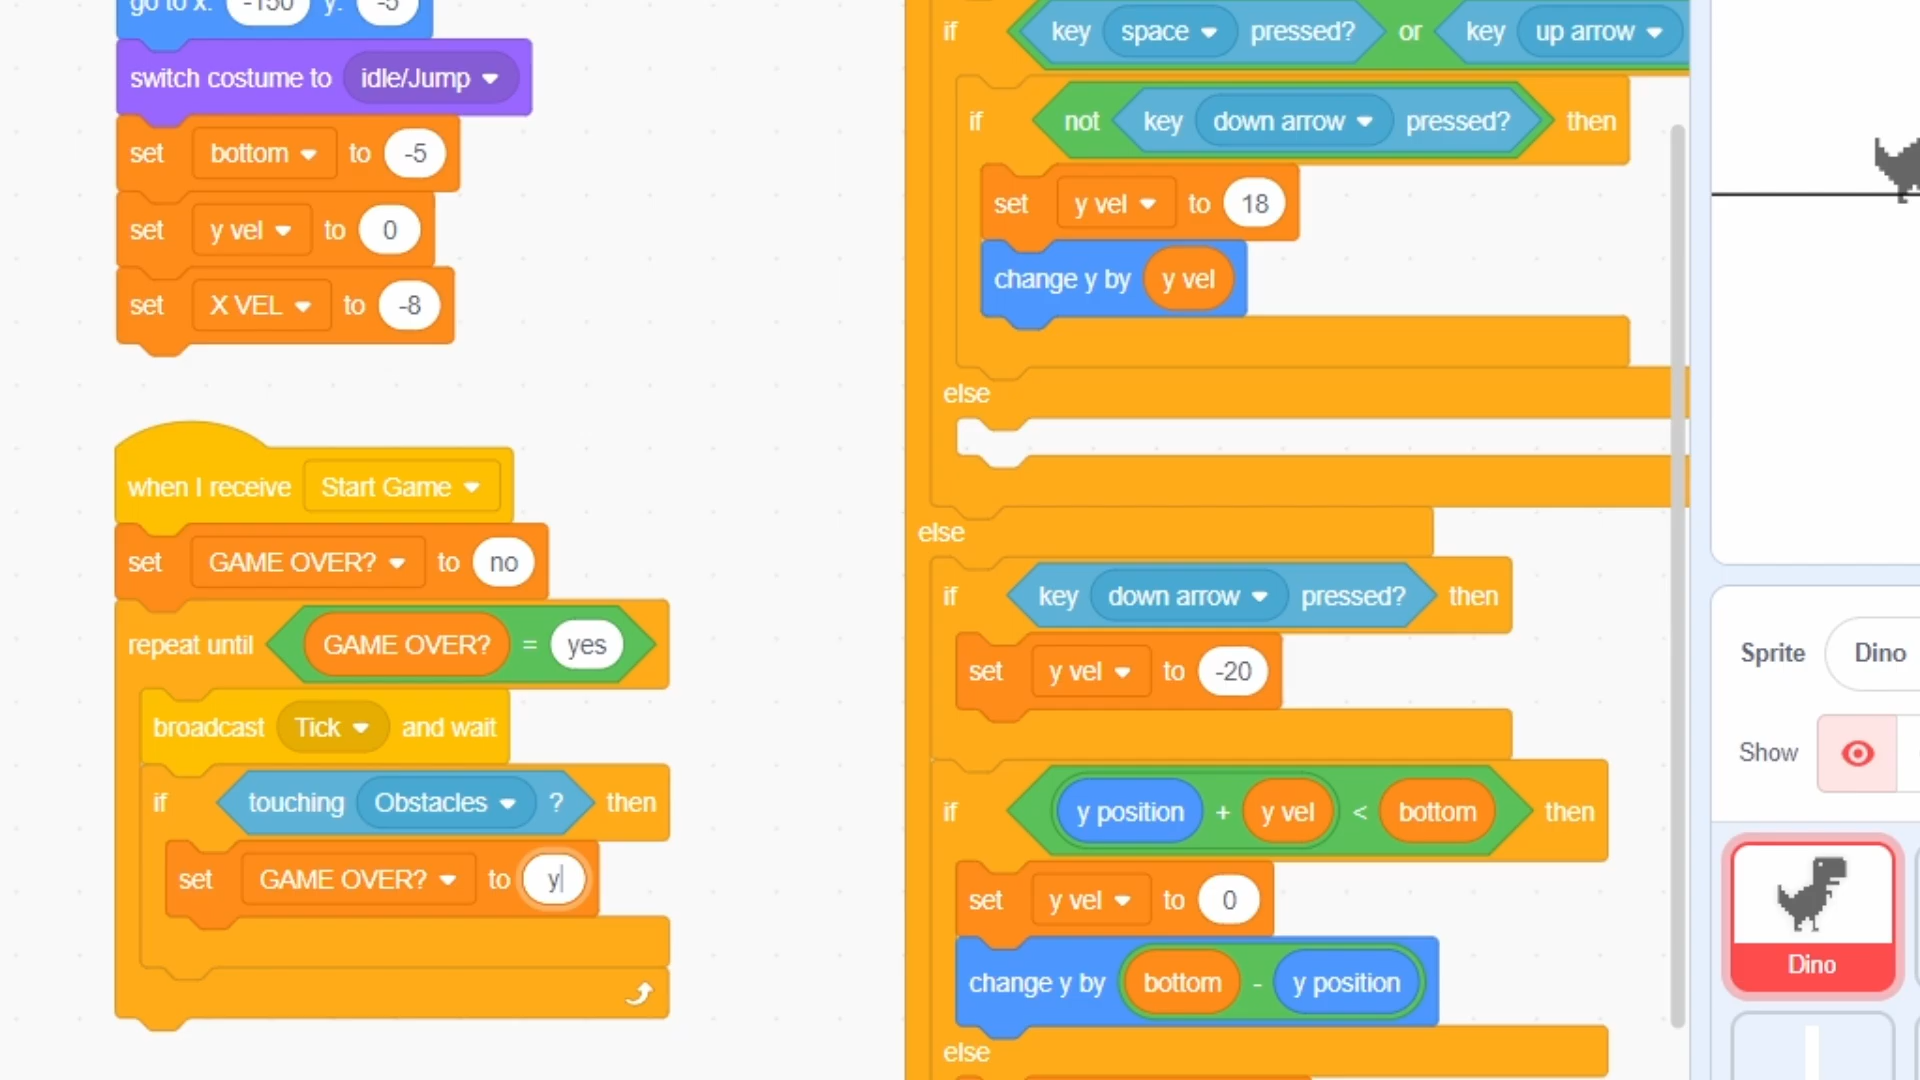 go to x: -150 y: -5
switch costume to idle/Jump
set bottom to -5
set y vel to 0
set X VEL to -8
when I receive Start Game
set GAME OVER? to no
repeat until GAME OVER? = yes
broadcast Tick and wait
if touching Obstacles ? then
set GAME OVER? to y
if key space pressed? or key up arrow
if not key down arrow pressed? then
set y vel to 18
change y by y vel
else
else
if key down arrow pressed? then
set y vel to -20
if y position + y vel < bottom then
set y vel to 0
change y by bottom - y position
else
Sprite Dino
Show
Dino